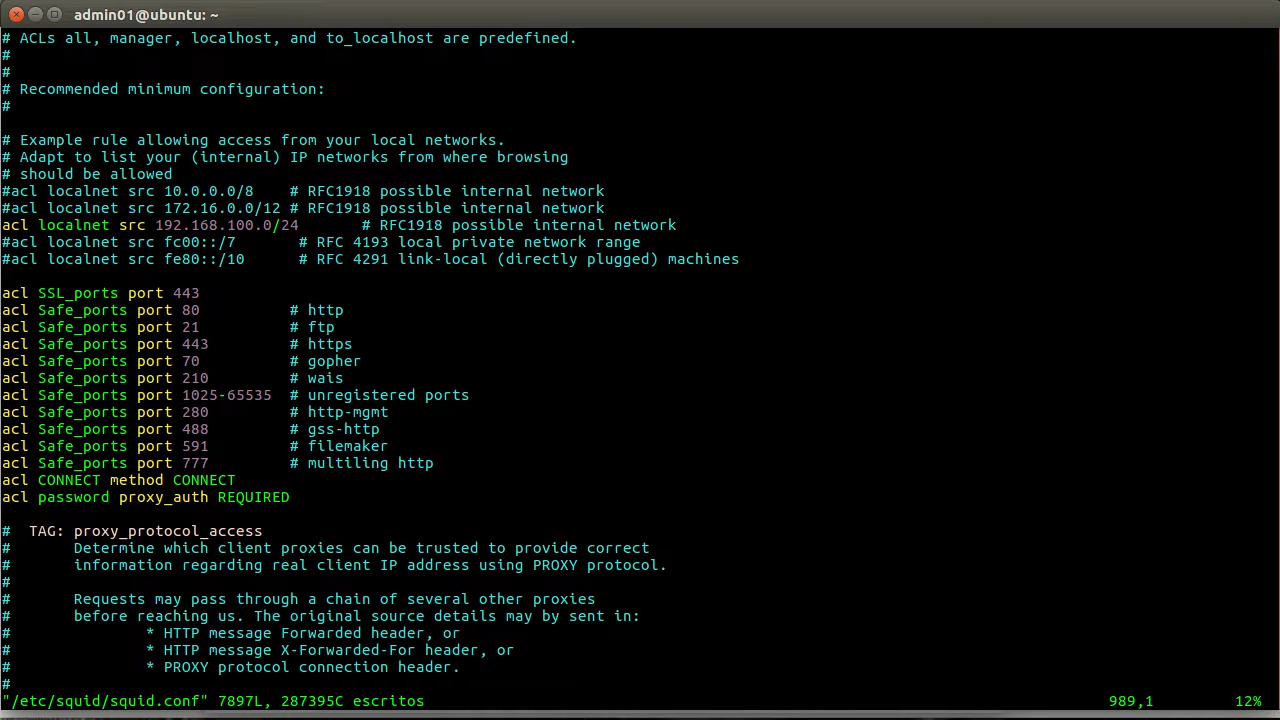 admin01@ubuntu: ~
# ACLs all, manager, localhost, and to_localhost are predefined.
#
#
# Recommended minimum configuration:
#
# Example rule allowing access from your local networks.
# Adapt to list your (internal) IP networks from where browsing
# should be allowed
#acl localnet src 10.0.0.0/8    # RFC1918 possible internal network
#acl localnet src 172.16.0.0/12 # RFC1918 possible internal network
acl localnet src 192.168.100.0/24       # RFC1918 possible internal network
#acl localnet src fc00::/7       # RFC 4193 local private network range
#acl localnet src fe80::/10      # RFC 4291 link-local (directly plugged) machines
acl SSL_ports port 443
acl Safe_ports port 80          # http
acl Safe_ports port 21          # ftp
acl Safe_ports port 443         # https
acl Safe_ports port 70          # gopher
acl Safe_ports port 210         # wais
acl Safe_ports port 1025-65535  # unregistered ports
acl Safe_ports port 280         # http-mgmt
acl Safe_ports port 488         # gss-http
acl Safe_ports port 591         # filemaker
acl Safe_ports port 777         # multiling http
acl CONNECT method CONNECT
acl password proxy_auth REQUIRED
#  TAG: proxy_protocol_access
#       Determine which client proxies can be trusted to provide correct
#       information regarding real client IP address using PROXY protocol.
#
#       Requests may pass through a chain of several other proxies
#       before reaching us. The original source details may by sent in:
#               * HTTP message Forwarded header, or
#               * HTTP message X-Forwarded-For header, or
#               * PROXY protocol connection header.
#
"/etc/squid/squid.conf" 7897L, 287395C escritos 989,1 12%